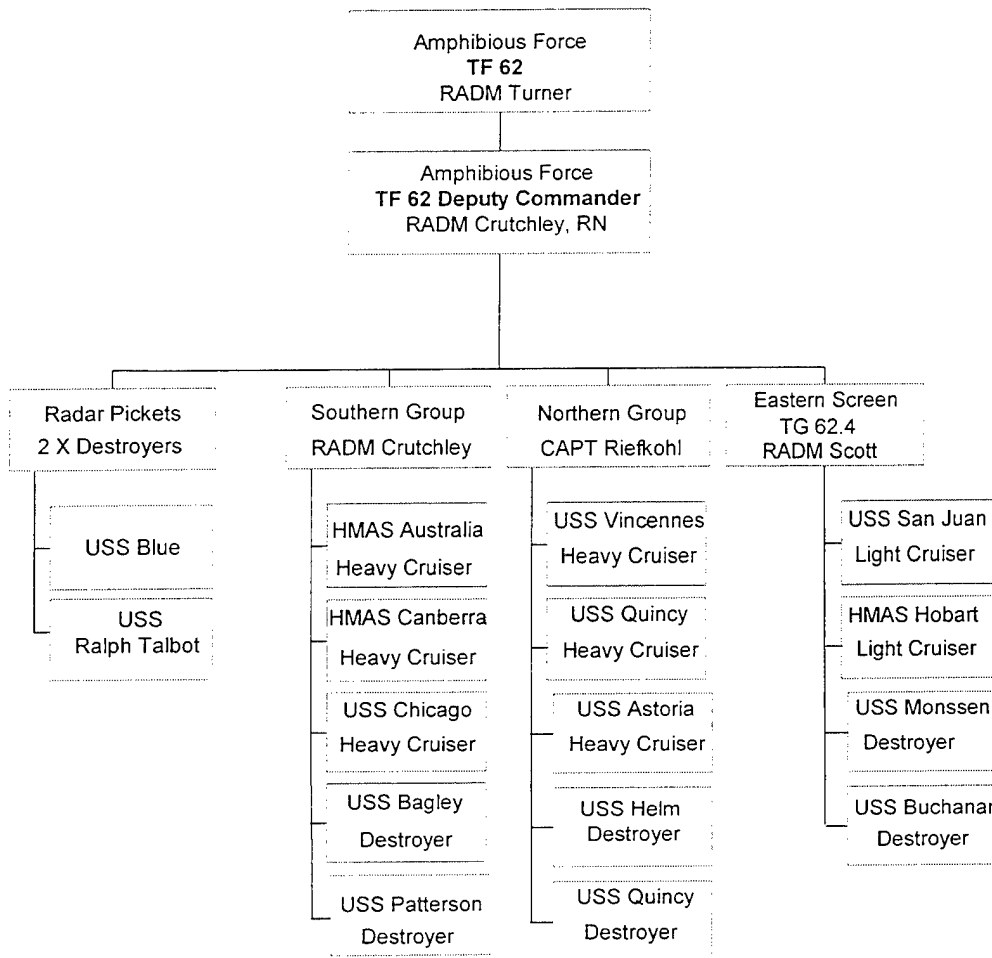 Amphibious Force
TF 62
RADM Turner
Amphibious Force
TF 62 Deputy Commander
RADM Crutchley, RN
Radar Pickets
2 X Destroyers
Southern Group
RADM Crutchley
Northern Group
CAPT Riefkohl
Eastern Screen
TG 62.4
RADM Scott
USS Blue
USS
Ralph Talbot
HMAS Australia
Heavy Cruiser
HMAS Canberra
Heavy Cruiser
USS Chicago
Heavy Cruiser
USS Bagley
Destroyer
USS Patterson
Destroyer
USS Vincennes
Heavy Cruiser
USS Quincy
Heavy Cruiser
USS Astoria
Heavy Cruiser
USS Helm
Destroyer
USS Quincy
Destroyer
USS San Juan
Light Cruiser
HMAS Hobart
Light Cruiser
USS Monssen
Destroyer
USS Buchanan
Destroyer